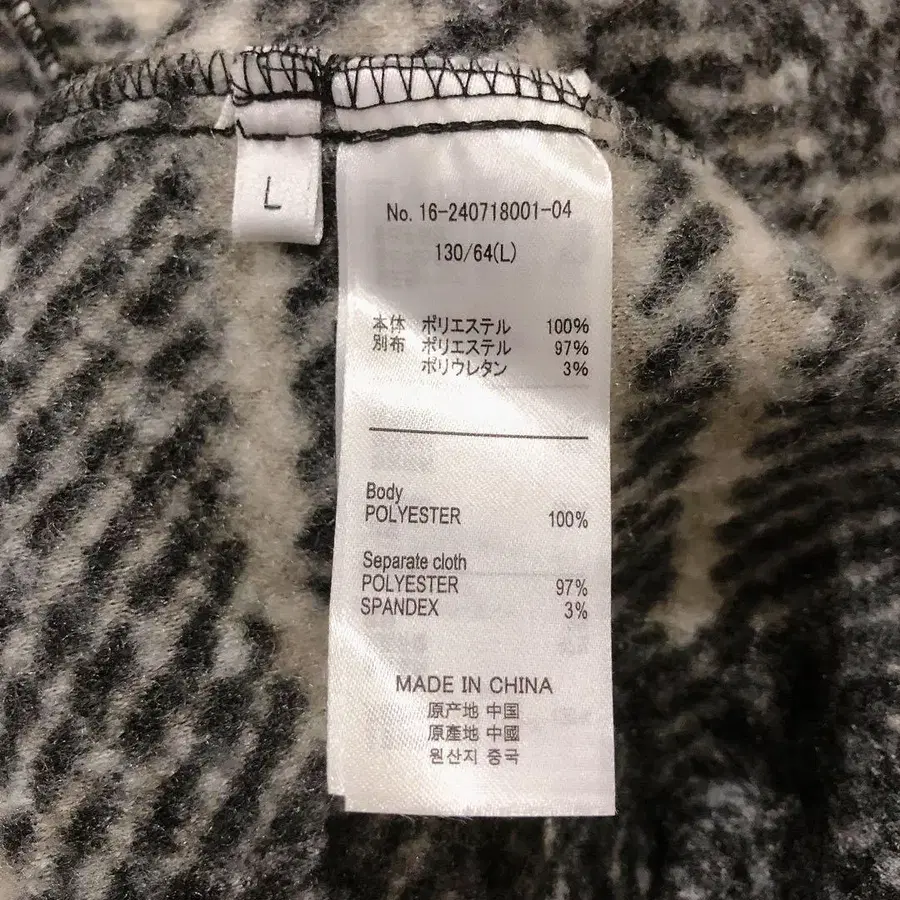 L
No. 16-240718001-04
130/64(L)
本体 ポリエステル 100%
別布 ポリエステル 97%
ポリウレタン 3%
Body
POLYESTER 100%
Separate cloth
POLYESTER 97%
SPANDEX 3%
MADE IN CHINA
原产地 中国
原產地 中國
원산지 중국